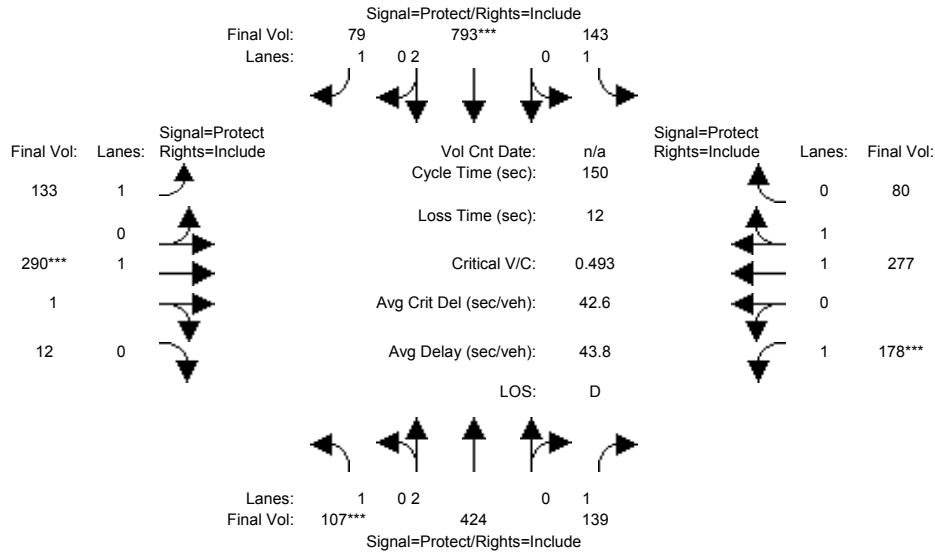 Signal=Protect/Rights=Include
Final Vol: 79 793*** 143
Lanes: 1 0 2 0 1
Signal=Protect Signal=Protect
Final Vol: Lanes: Rights=Include Vol Cnt Date: n/a Rights=Include Lanes: Final Vol:
Cycle Time (sec): 150
133 1 0 80
Loss Time (sec): 12
0 1
290*** 1 Critical V/C: 0.493 1 277
1 Avg Crit Del (sec/veh): 42.6 0
12 0 Avg Delay (sec/veh): 43.8 1 178***
LOS: D
Lanes: 1 0 2 0 1
Final Vol: 107*** 424 139
Signal=Protect/Rights=Include